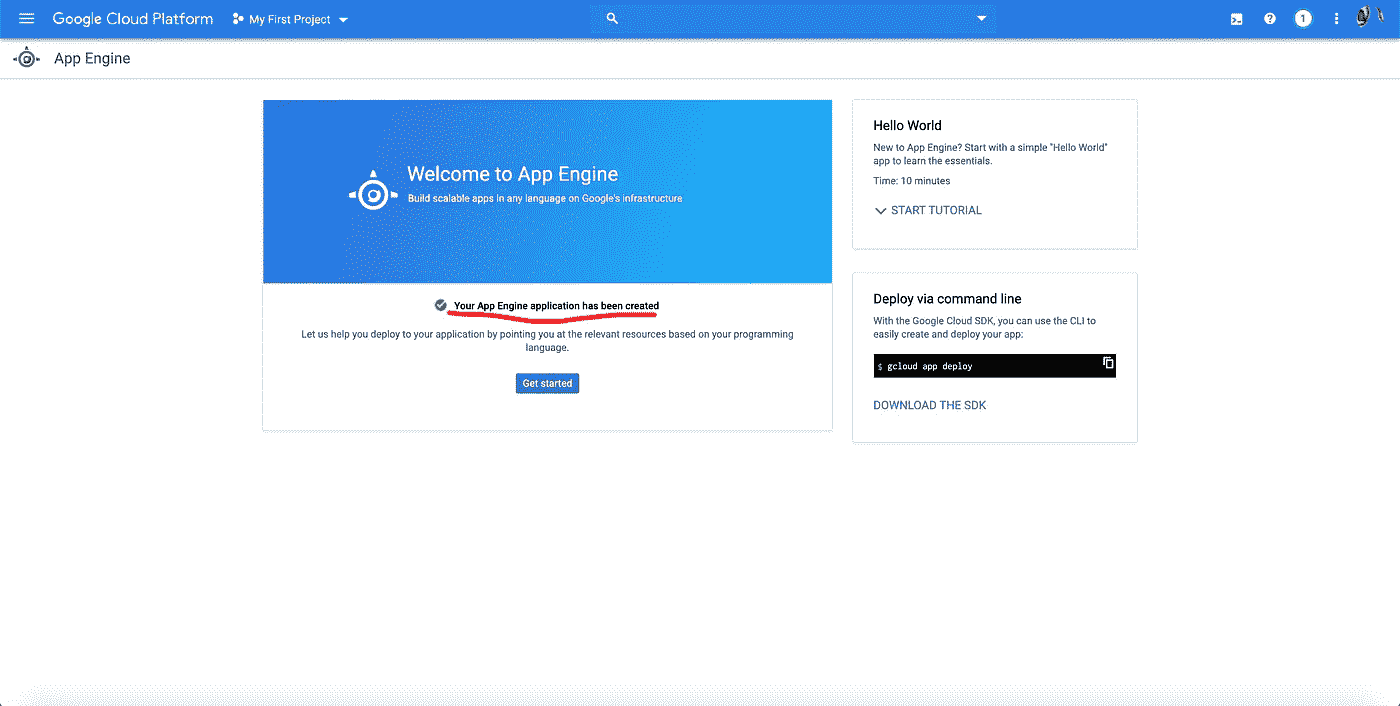 Google Cloud Platform
My First Project
1
App Engine
Welcome to App Engine
Build scalable apps in any language on Google's infrastructure
Your App Engine application has been created
Let us help you deploy to your application by pointing you at the relevant resources based on your programming
language.
Get started
Hello World
New to App Engine? Start with a simple "Hello World"
app to learn the essentials.
Time: 10 minutes
START TUTORIAL
Deploy via command line
With the Google Cloud SDK, you can use the CLI to
easily create and deploy your app:
$ gcloud app deploy
DOWNLOAD THE SDK